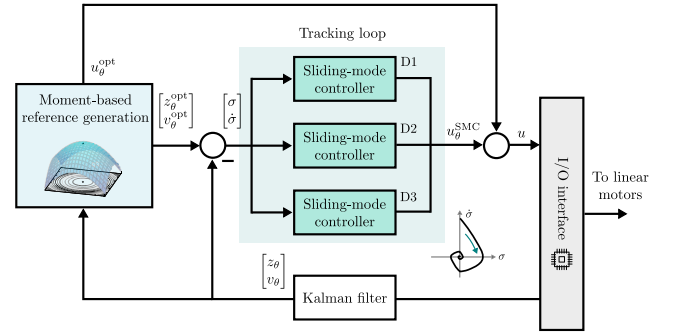 Tracking loop
u_θ^opt
Moment-based
reference generation
[z_θ^opt
v_θ^opt]
[σ
σ̇]
Sliding-mode
controller
D1
Sliding-mode
controller
D2
Sliding-mode
controller
D3
u_θ^SMC
u
I/O interface
To linear
motors
σ̇
σ
[z_θ
v_θ]
Kalman filter